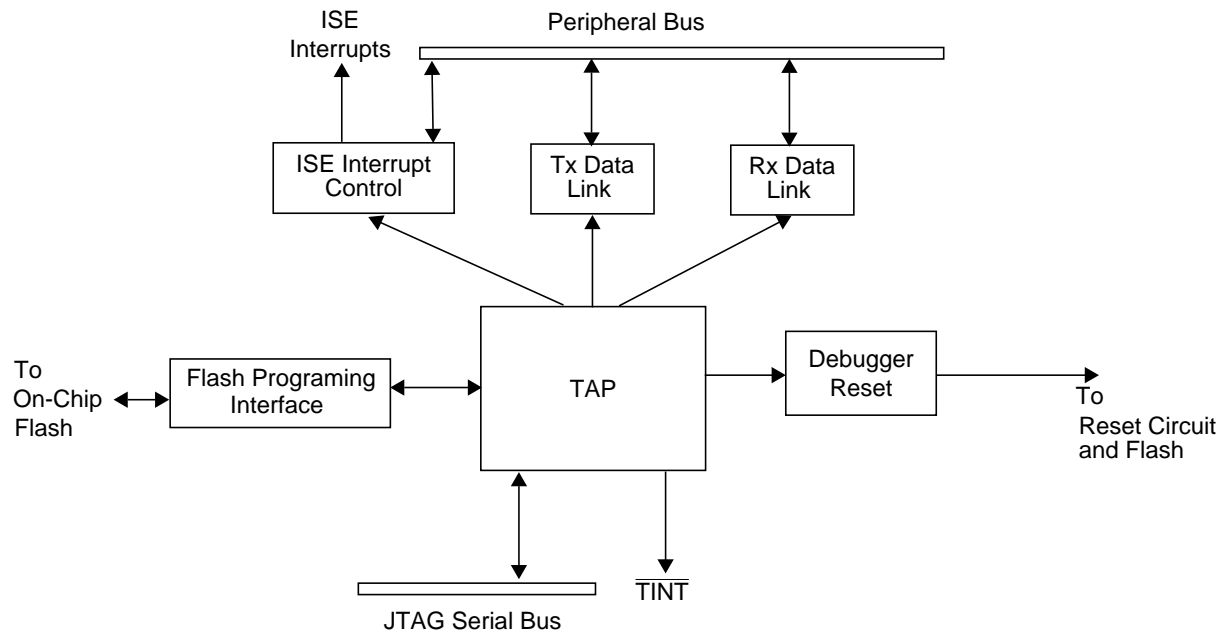 ISE
Interrupts
Peripheral Bus
ISE Interrupt
Control
Tx Data
Link
Rx Data
Link
To
On-Chip
Flash
Flash Programing
Interface
TAP
Debugger
Reset
To
Reset Circuit
and Flash
TINT
JTAG Serial Bus